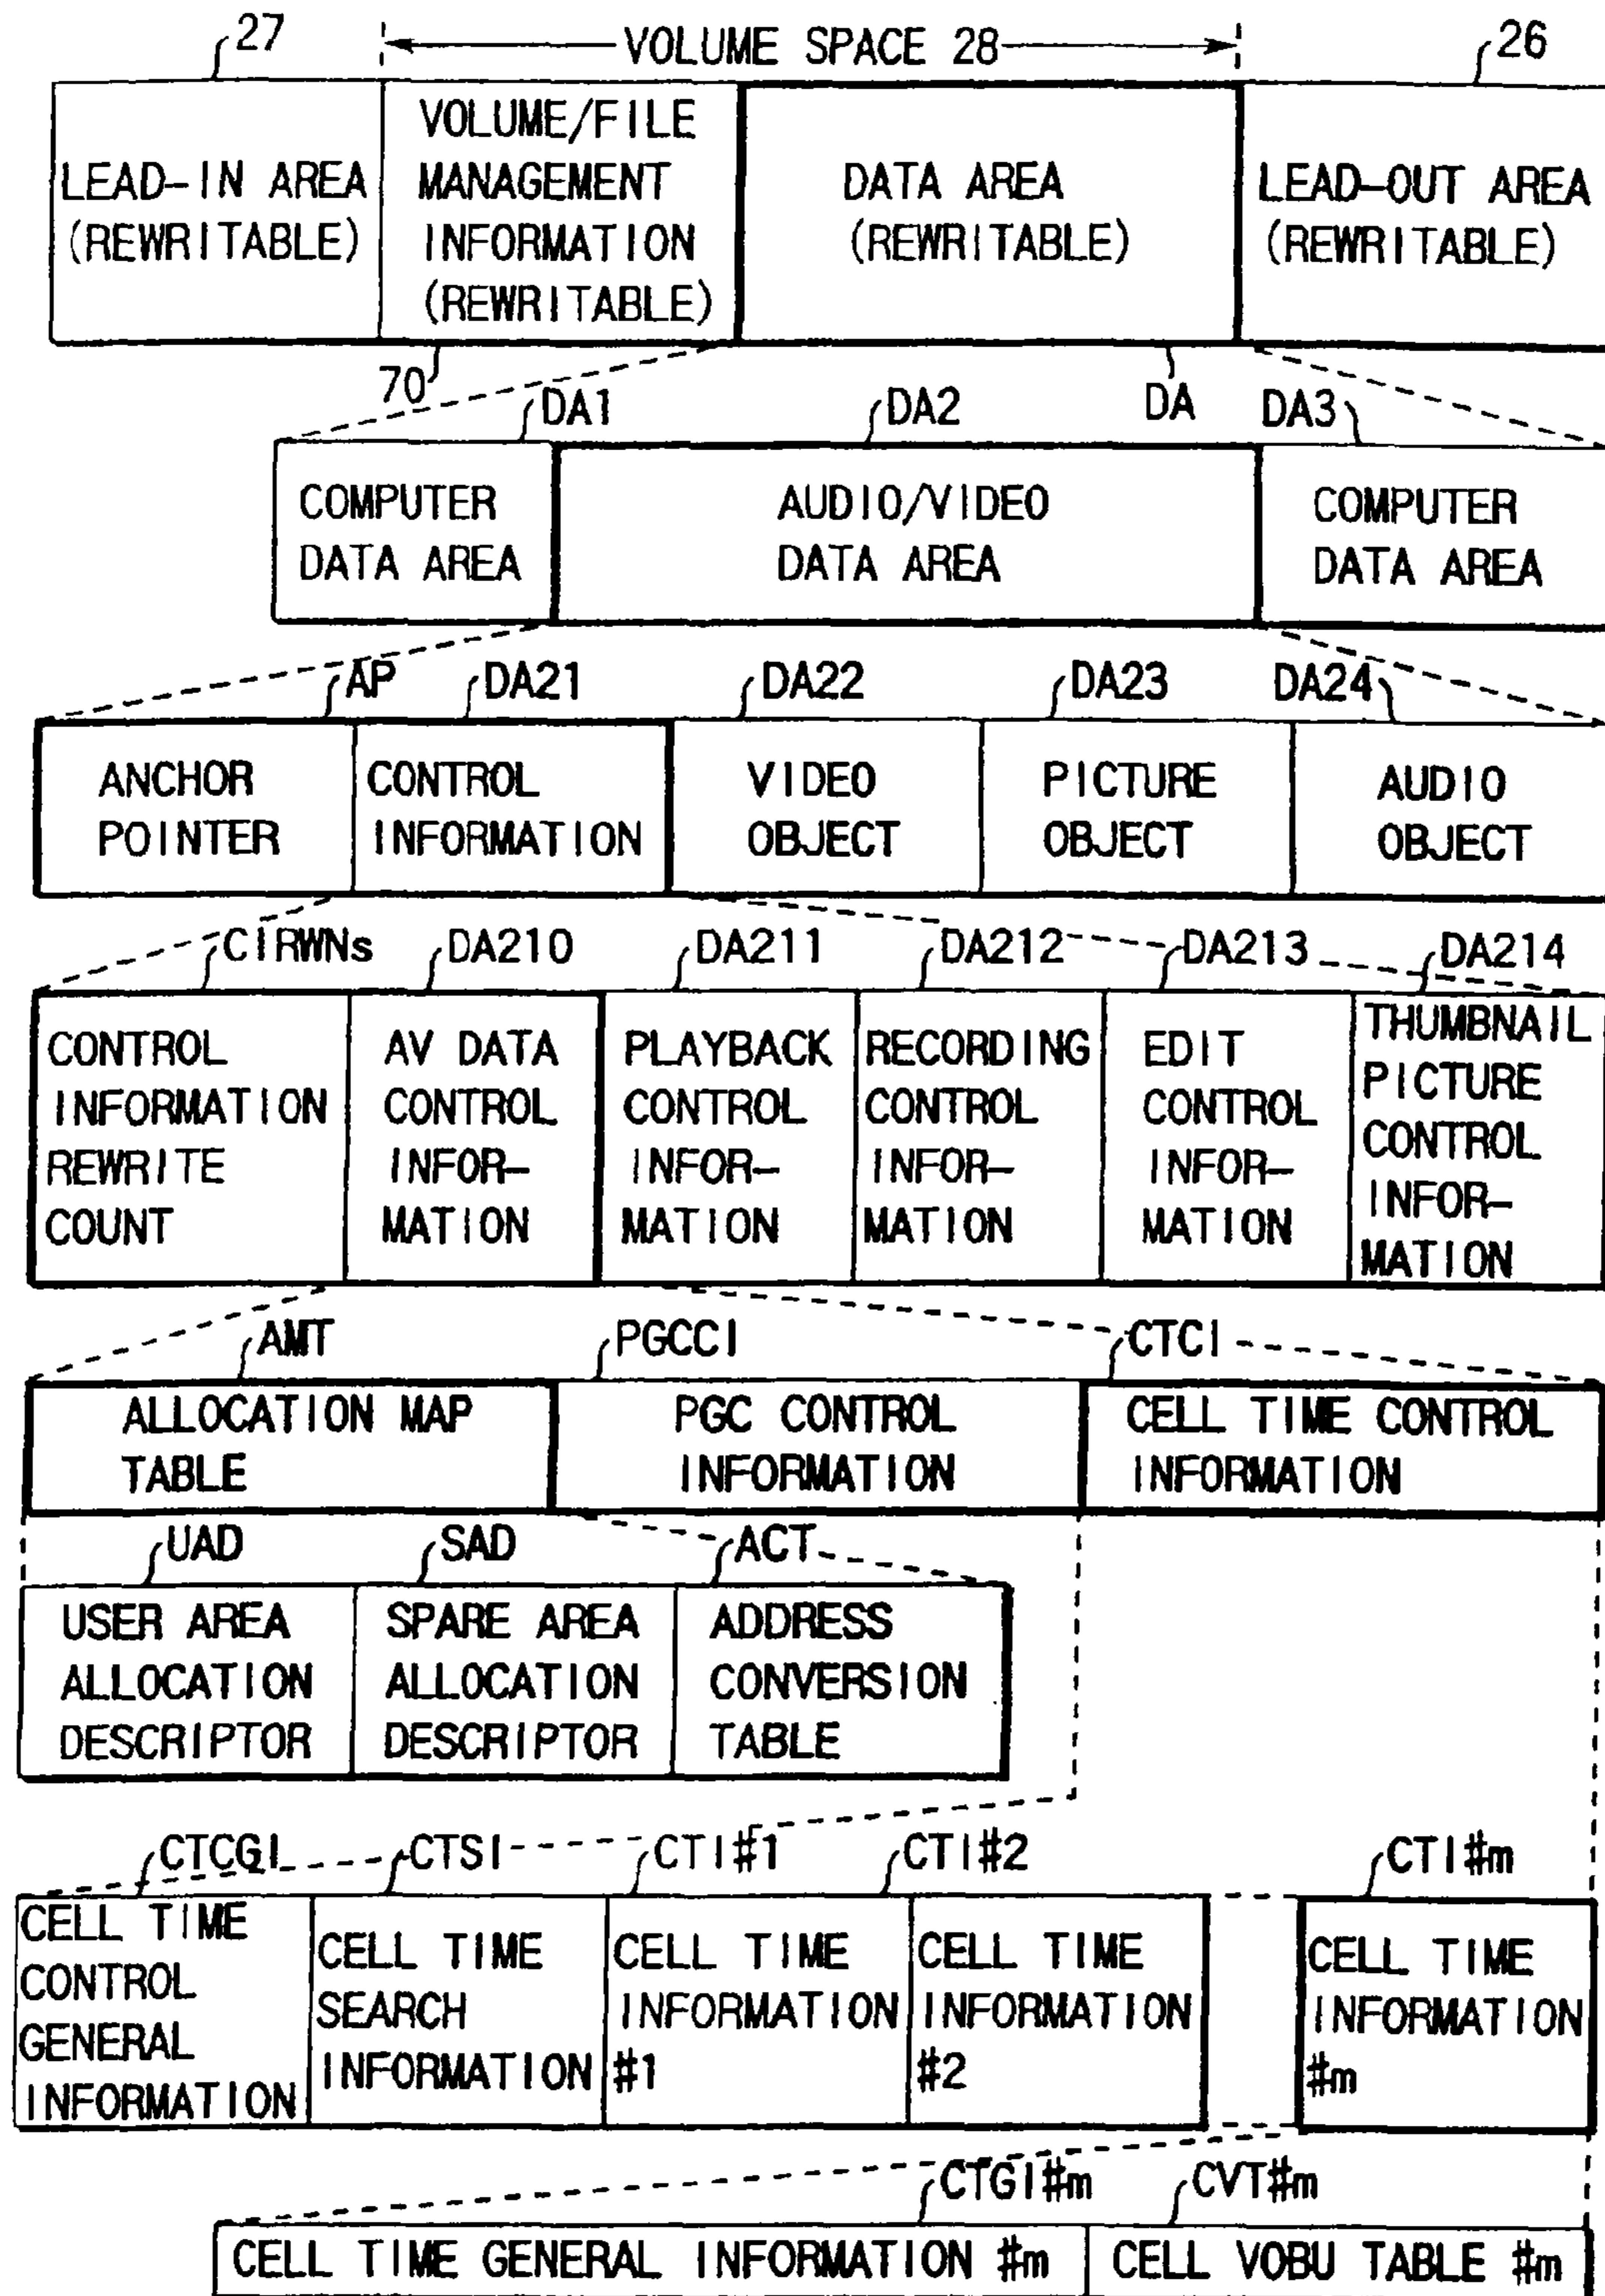 27
VOLUME SPACE 28
26
LEAD-IN AREA
(REWRITABLE)
VOLUME/FILE
MANAGEMENT
INFORMATION
(REWRITABLE)
DATA AREA
(REWRITABLE)
LEAD-OUT AREA
(REWRITABLE)
70
DA
DA1
DA2
DA3
COMPUTER
DATA AREA
AUDIO/VIDEO
DATA AREA
COMPUTER
DATA AREA
AP
DA21
DA22
DA23
DA24
ANCHOR
POINTER
CONTROL
INFORMATION
VIDEO
OBJECT
PICTURE
OBJECT
AUDIO
OBJECT
CIRWNs
DA210
DA211
DA212
DA213
DA214
CONTROL
INFORMATION
REWRITE
COUNT
AV DATA
CONTROL
INFOR-
MATION
PLAYBACK
CONTROL
INFOR-
MATION
RECORDING
CONTROL
INFOR-
MATION
EDIT
CONTROL
INFOR-
MATION
THUMBNAIL
PICTURE
CONTROL
INFOR-
MATION
AMT
PGCCI
CTCI
ALLOCATION MAP
TABLE
PGC CONTROL
INFORMATION
CELL TIME CONTROL
INFORMATION
UAD
SAD
ACT
USER AREA
ALLOCATION
DESCRIPTOR
SPARE AREA
ALLOCATION
DESCRIPTOR
ADDRESS
CONVERSION
TABLE
CTCGI
CTSI
CTI#1
CTI#2
CTI#m
CELL TIME
CONTROL
GENERAL
INFORMATION
CELL TIME
SEARCH
INFORMATION
CELL TIME
INFORMATION
#1
CELL TIME
INFORMATION
#2
CELL TIME
INFORMATION
#m
CTGI#m
CVT#m
CELL TIME GENERAL INFORMATION #m
CELL VOBU TABLE #m